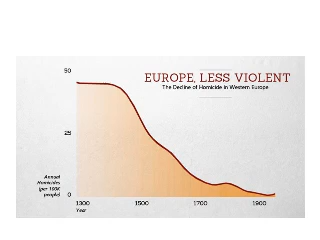 EUROPE, LESS VIOLENT
The Decline of Homicide in Western Europe
50
25
0
Annual
Homicides
(per 100K
people)
1300 1500 1700 1900
Year